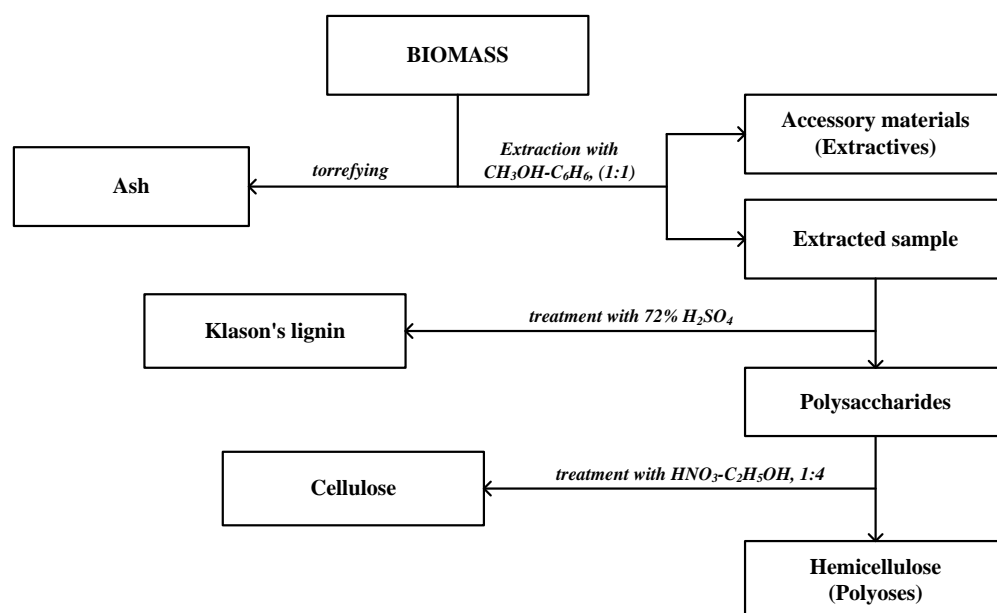 BIOMASS
Accessory materials
(Extractives)
Extraction with
CH₃OH-C₆H₆, (1:1)
torrefying
Ash
Extracted sample
treatment with 72% H₂SO₄
Klason's lignin
Polysaccharides
treatment with HNO₃-C₂H₅OH, 1:4
Cellulose
Hemicellulose
(Polyoses)